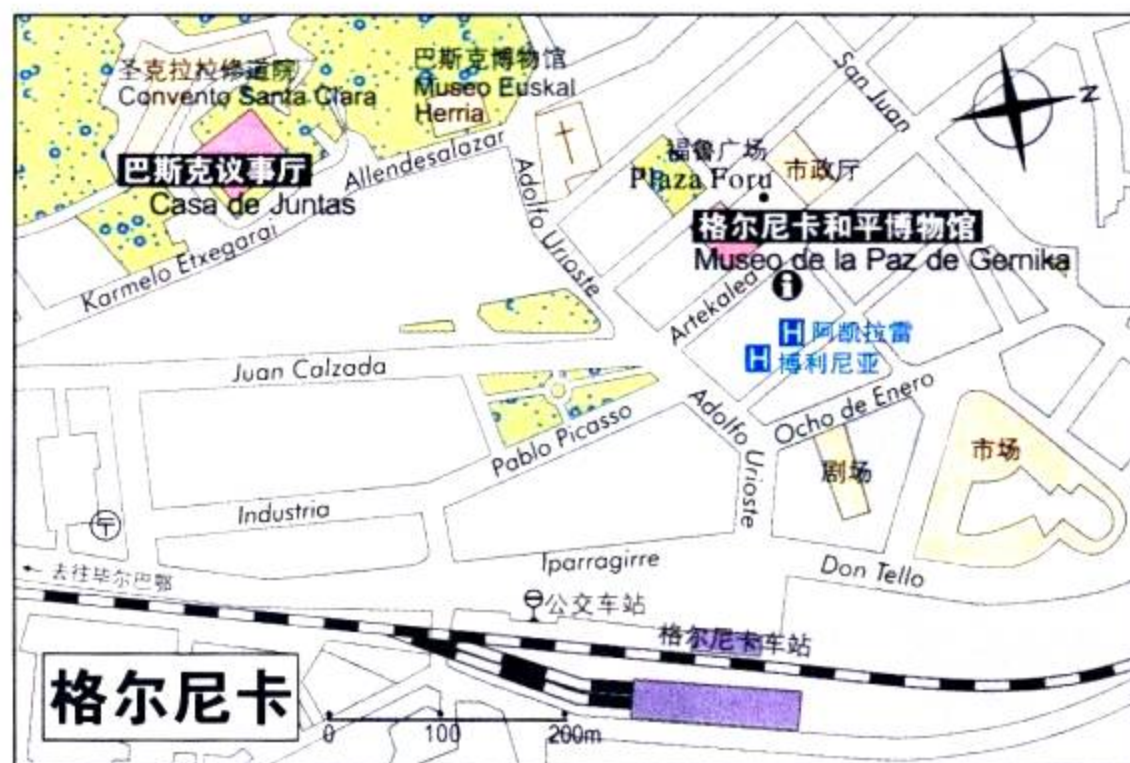 圣克拉拉修道院
Convento Santa Clara
巴斯克博物馆
Museo Euskal
Herria
San Juan
N
巴斯克议事厅
Casa de Juntas
Allendesalazar
Karmelo Etxegarai
Adolfo Urioste
福鲁广场
Plaza Foru
市政厅
格尔尼卡和平博物馆
Museo de la Paz de Gernika
Artekalea
i
H 阿凯拉雷
H 博利尼亚
Juan Calzada
Pablo Picasso
Adolfo Urioste
Ocho de Enero
剧场
市场
Industria
〒
Iparragirre
Don Tello
← 去往毕尔巴鄂
公交车站
格尔尼卡车站
格尔尼卡
0 100 200m